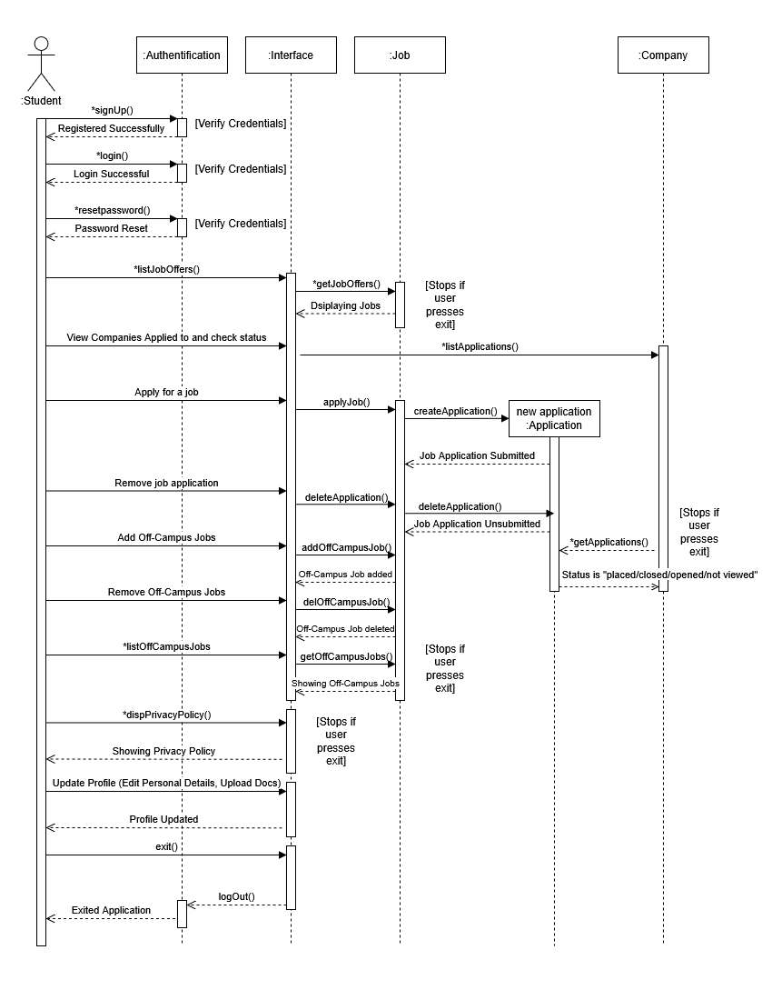 :Authentification
:Interface
:Job
:Company
:Student
*signUp()
[Verify Credentials]
Registered Successfully
*login()
[Verify Credentials]
Login Successful
*resetpassword()
[Verify Credentials]
Password Reset
*listJobOffers()
*getJobOffers()
[Stops if
user
presses
exit]
Dsiplaying Jobs
View Companies Applied to and check status
*listApplications()
Apply for a job
applyJob()
createApplication()
new application
:Application
Job Application Submitted
Remove job application
deleteApplication()
deleteApplication()
Job Application Unsubmitted
[Stops if
user
presses
exit]
Add Off-Campus Jobs
addOffCampusJob()
*getApplications()
Off-Campus Job added
Status is "placed/closed/opened/not viewed"
Remove Off-Campus Jobs
delOffCampusJob()
Off-Campus Job deleted
*listOffCampusJobs
getOffCampusJobs()
[Stops if
user
presses
exit]
Showing Off-Campus Jobs
*dispPrivacyPolicy()
[Stops if
user
presses
exit]
Showing Privacy Policy
Update Profile (Edit Personal Details, Upload Docs)
Profile Updated
exit()
logOut()
Exited Application